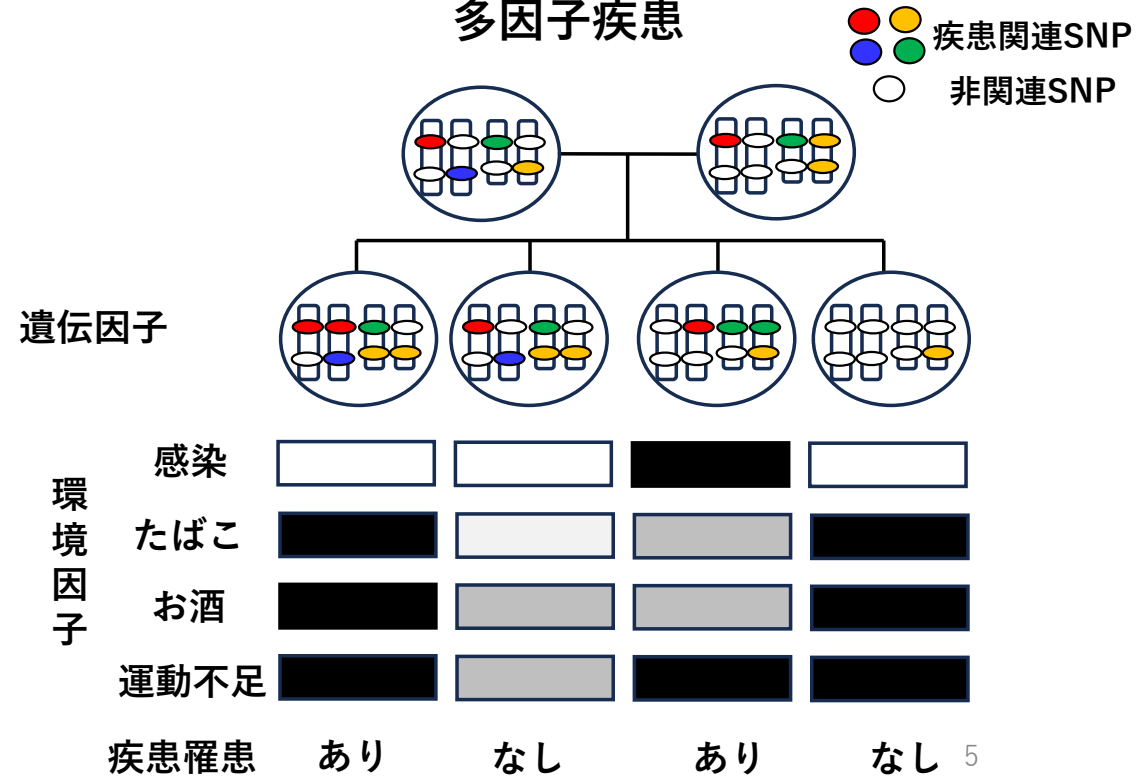 多因子疾患
疾患関連SNP
非関連SNP
遺伝因子
環境因子
感染
たばこ
お酒
運動不足
疾患罹患 あり なし あり なし 5